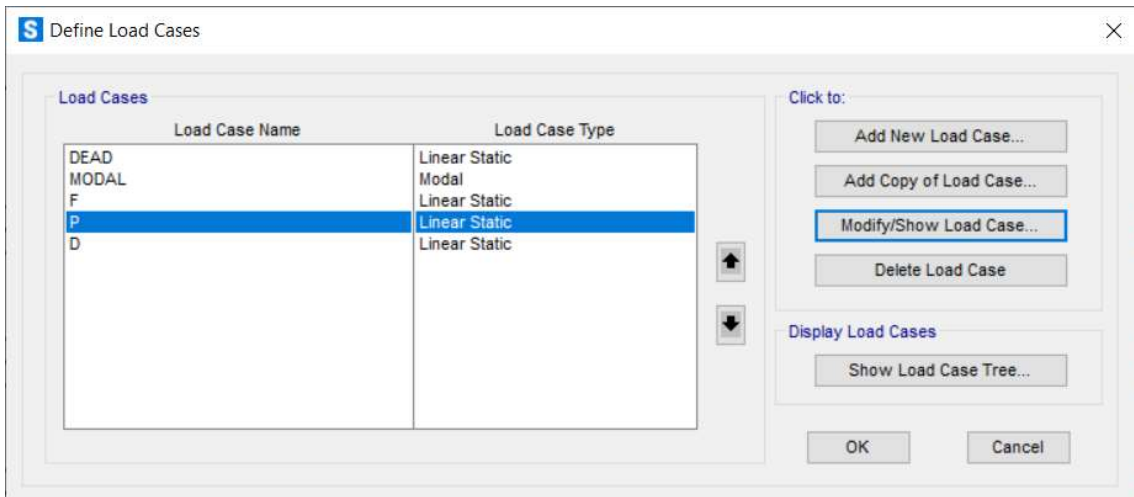 S Define Load Cases
Load Cases
Load Case Name Load Case Type
DEAD Linear Static
MODAL Modal
F Linear Static
P Linear Static
D Linear Static
Click to:
Add New Load Case...
Add Copy of Load Case...
Modify/Show Load Case...
Delete Load Case
Display Load Cases
Show Load Case Tree...
OK Cancel